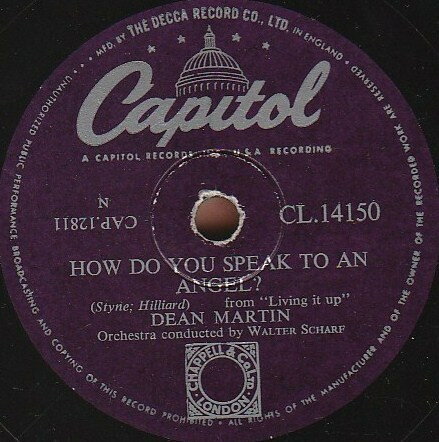 MFD. BY THE DECCA RECORD CO., LTD. IN ENGLAND
Capitol
A CAPITOL RECORDS U.S.A RECORDING
CAP.12811
N
CL.14150
HOW DO YOU SPEAK TO AN
ANGEL?
(Styne; Hilliard) from "Living it up"
DEAN MARTIN
Orchestra conducted by WALTER SCHARF
CHAPPELL & Co. LTD.
LONDON
ALL RIGHTS OF THE MANUFACTURER AND OF THE OWNER OF THE RECORDED WORK ARE RESERVED
UNAUTHORISED PUBLIC PERFORMANCE, BROADCASTING AND COPYING OF THIS RECORD PROHIBITED